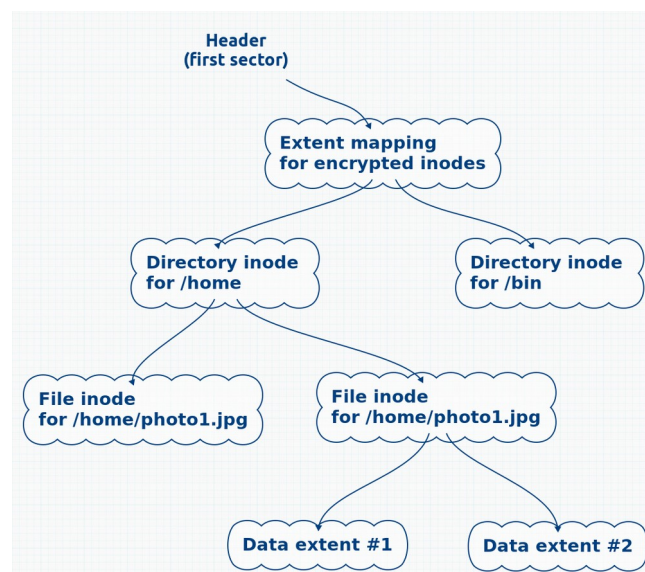 Header
(first sector)
Extent mapping
for encrypted inodes
Directory inode
for /home
Directory inode
for /bin
File inode
for /home/photo1.jpg
File inode
for /home/photo1.jpg
Data extent #1
Data extent #2